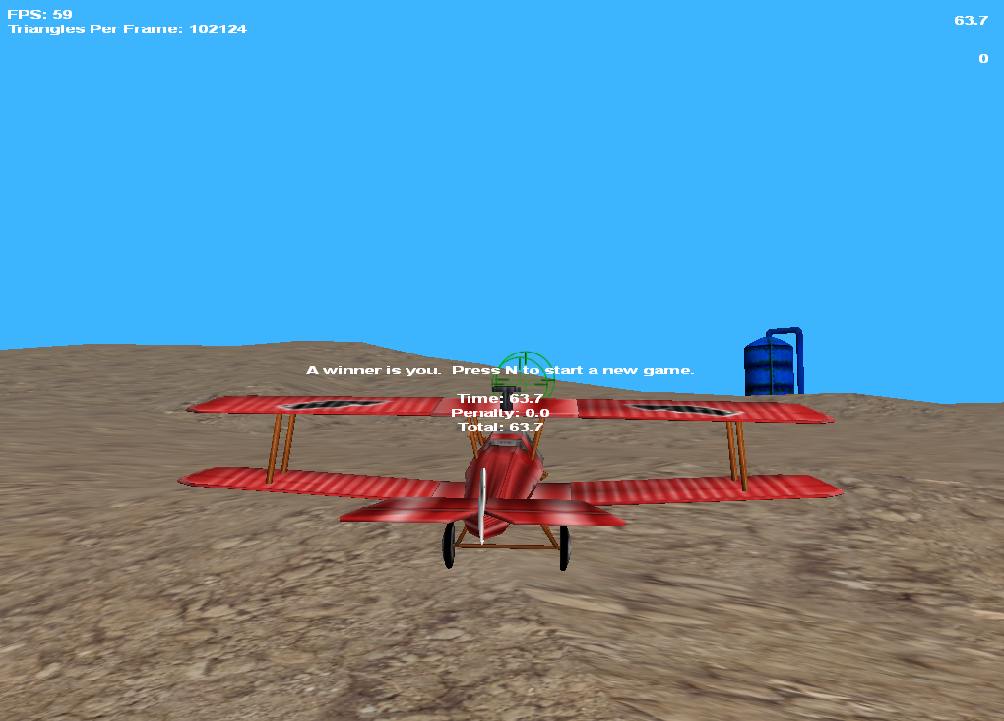 FPS: 59
Triangles Per Frame: 102124
63.7
0
A winner is you.  Press N to start a new game.
Time: 63.7
Penalty: 0.0
Total: 63.7